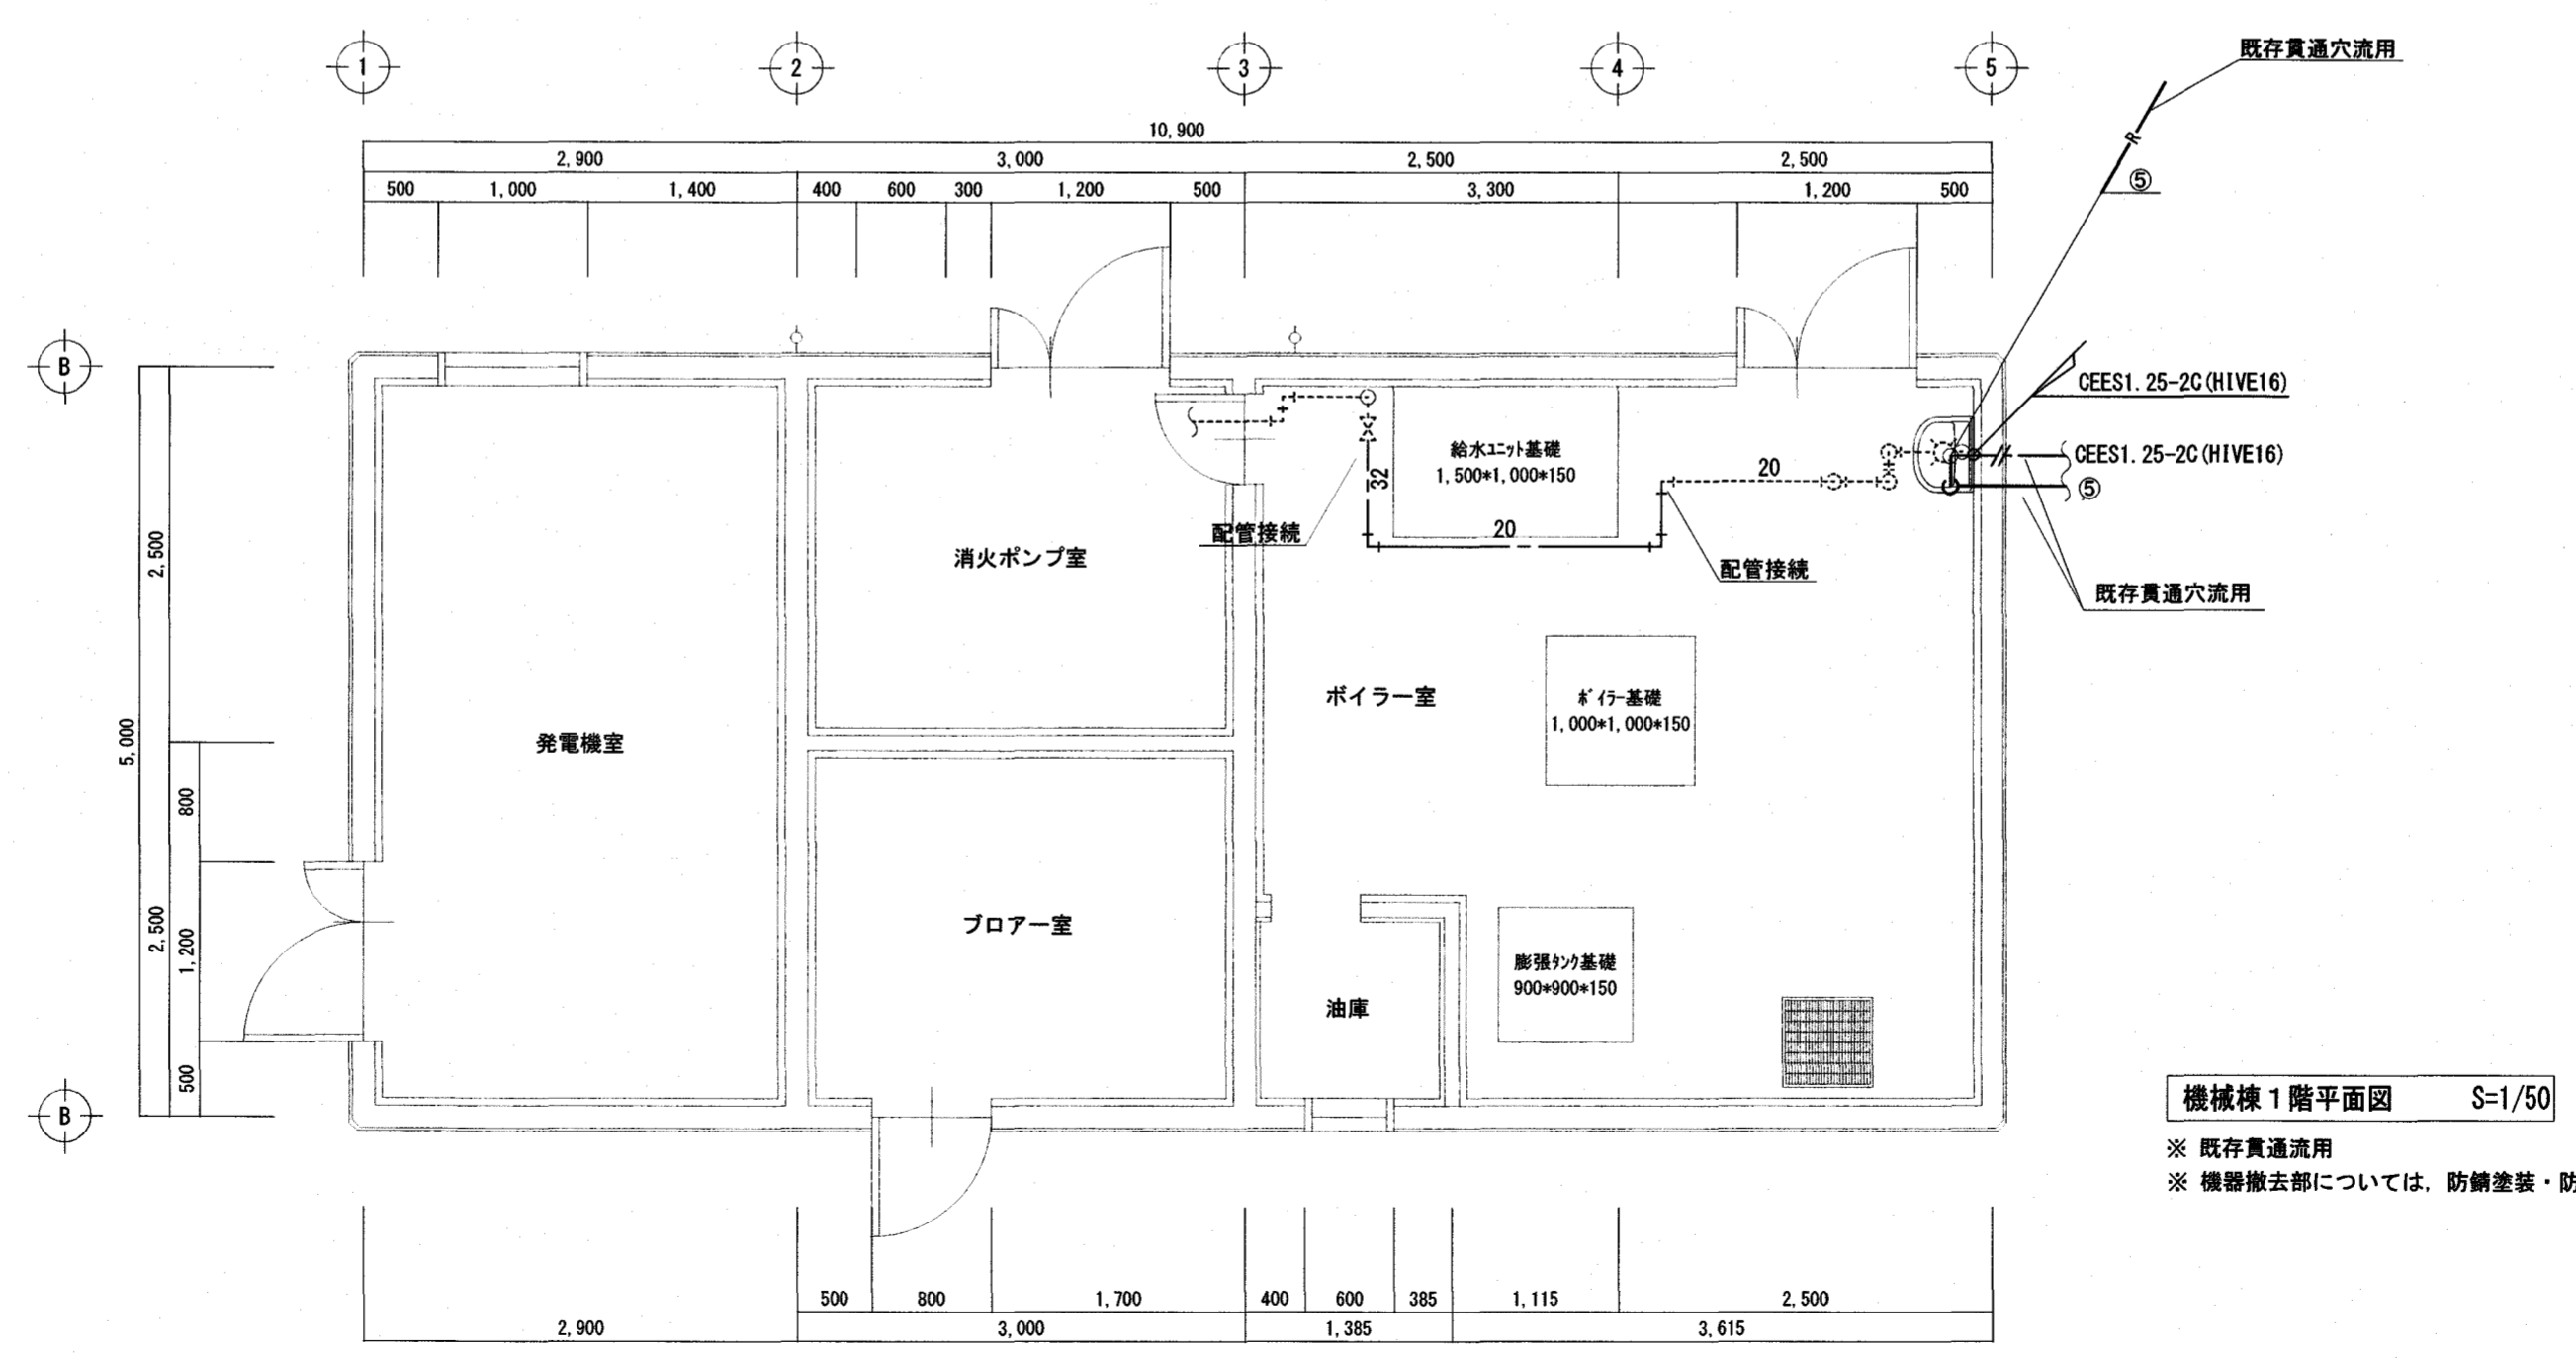 1
2
3
4
5
既存貫通穴流用
10,900
2,900
3,000
2,500
2,500
500
1,000
1,400
400
600
300
1,200
500
3,300
1,200
500
R
⑤
B
CEES1.25-2C(HIVE16)
CEES1.25-2C(HIVE16)
⑤
給水ユニット基礎
1,500*1,000*150
32
20
20
配管接続
配管接続
既存貫通穴流用
2,500
消火ポンプ室
ボイラー室
ボイラー基礎
1,000*1,000*150
発電機室
5,000
800
ブロアー室
2,500
1,200
膨張タンク基礎
900*900*150
油庫
500
B
機械棟1階平面図 S=1/50
※ 既存貫通流用
※ 機器撤去部については, 防錆塗装・防
500
800
1,700
400
600
385
1,115
2,500
2,900
3,000
1,385
3,615